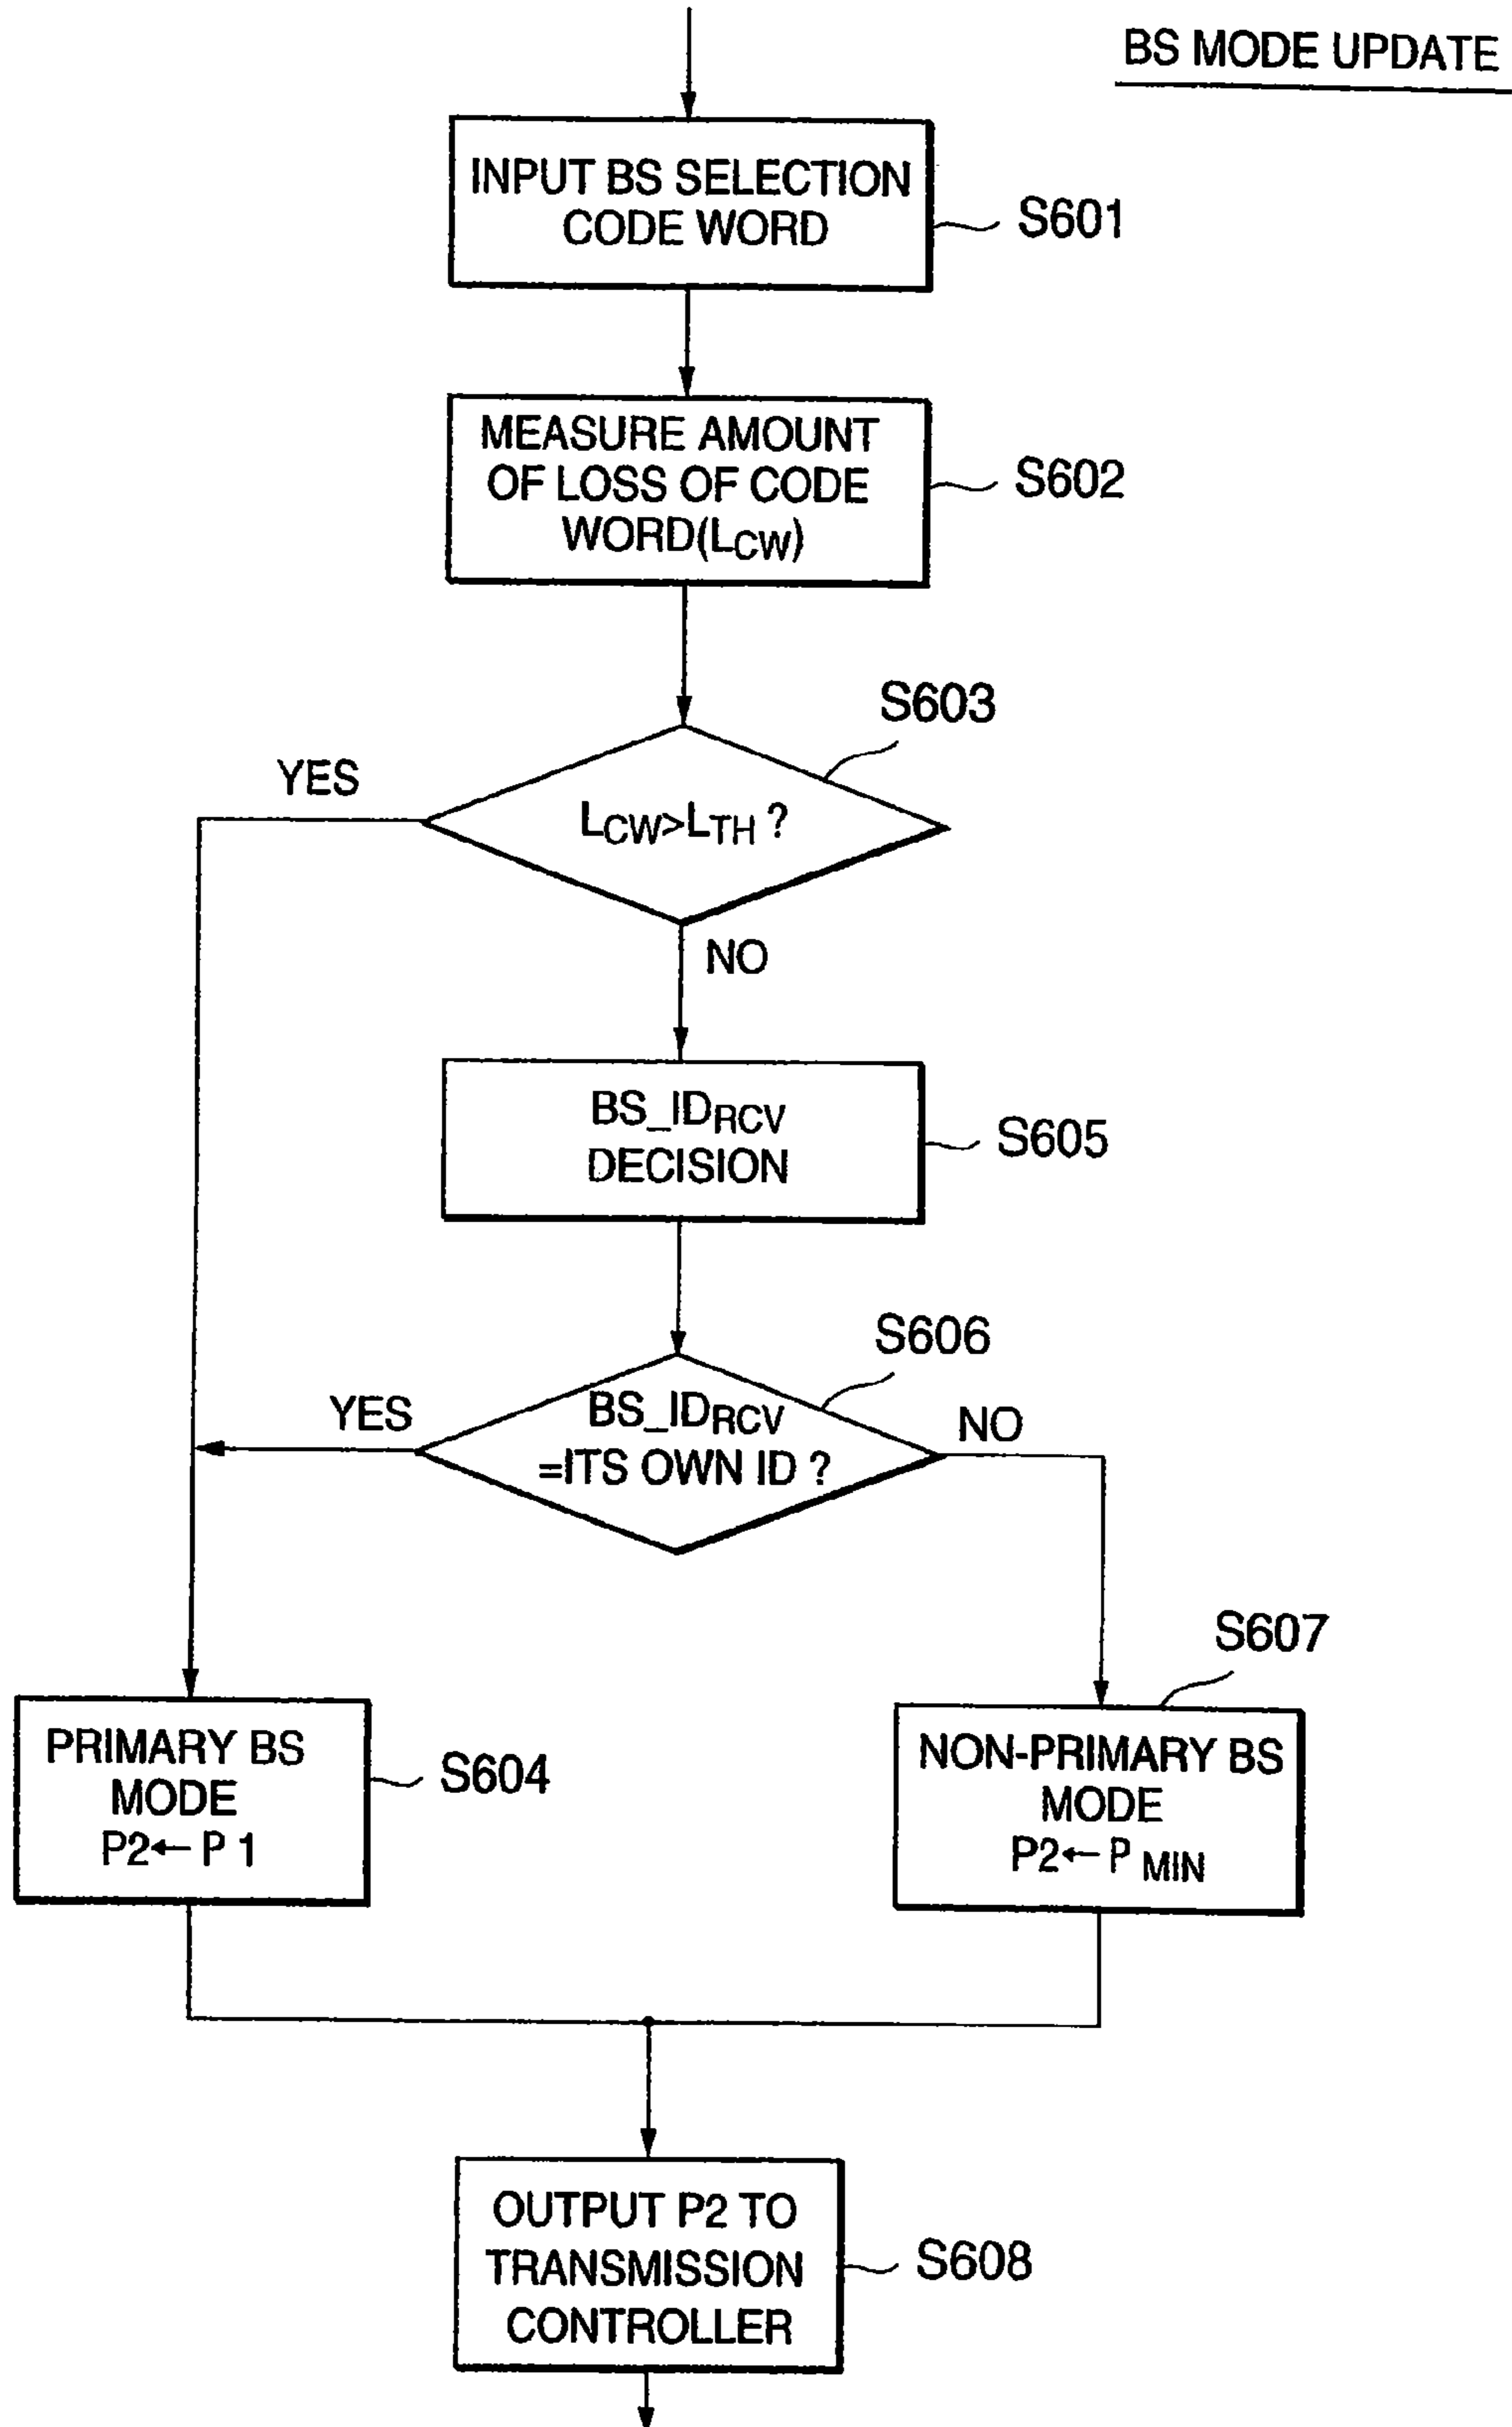 BS MODE UPDATE
INPUT BS SELECTION
CODE WORD
S601
MEASURE AMOUNT
OF LOSS OF CODE
WORD(LCW)
S602
S603
YES
LCW>LTH ?
NO
BS_IDRCV
DECISION
S605
S606
YES
BS_IDRCV
=ITS OWN ID ?
NO
S607
PRIMARY BS
MODE
P2← P 1
S604
NON-PRIMARY BS
MODE
P2← P MIN
OUTPUT P2 TO
TRANSMISSION
CONTROLLER
S608